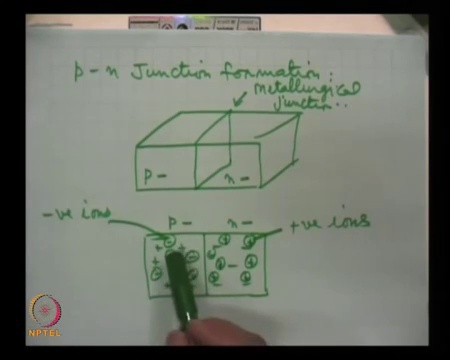 p-n Junction formation:
metallurgical
junction..
p- n-
-ve ions
p- n-
+ve ions
NPTEL